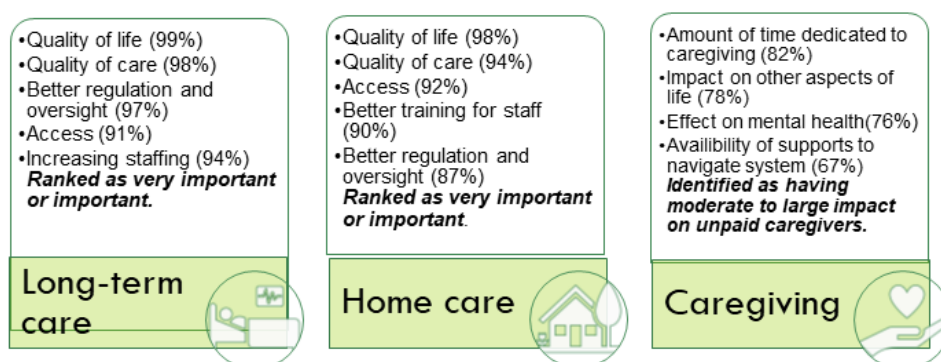 •Quality of life (99%)
•Quality of care (98%)
•Better regulation and
oversight (97%)
•Access (91%)
•Increasing staffing (94%)
Ranked as very important
or important.
Long-term
care
•Quality of life (98%)
•Quality of care (94%)
•Access (92%)
•Better training for staff
(90%)
•Better regulation and
oversight (87%)
Ranked as very important
or important.
Home care
•Amount of time dedicated to
caregiving (82%)
•Impact on other aspects of
life (78%)
•Effect on mental health(76%)
•Availibility of supports to
navigate system (67%)
Identified as having
moderate to large impact
on unpaid caregivers.
Caregiving